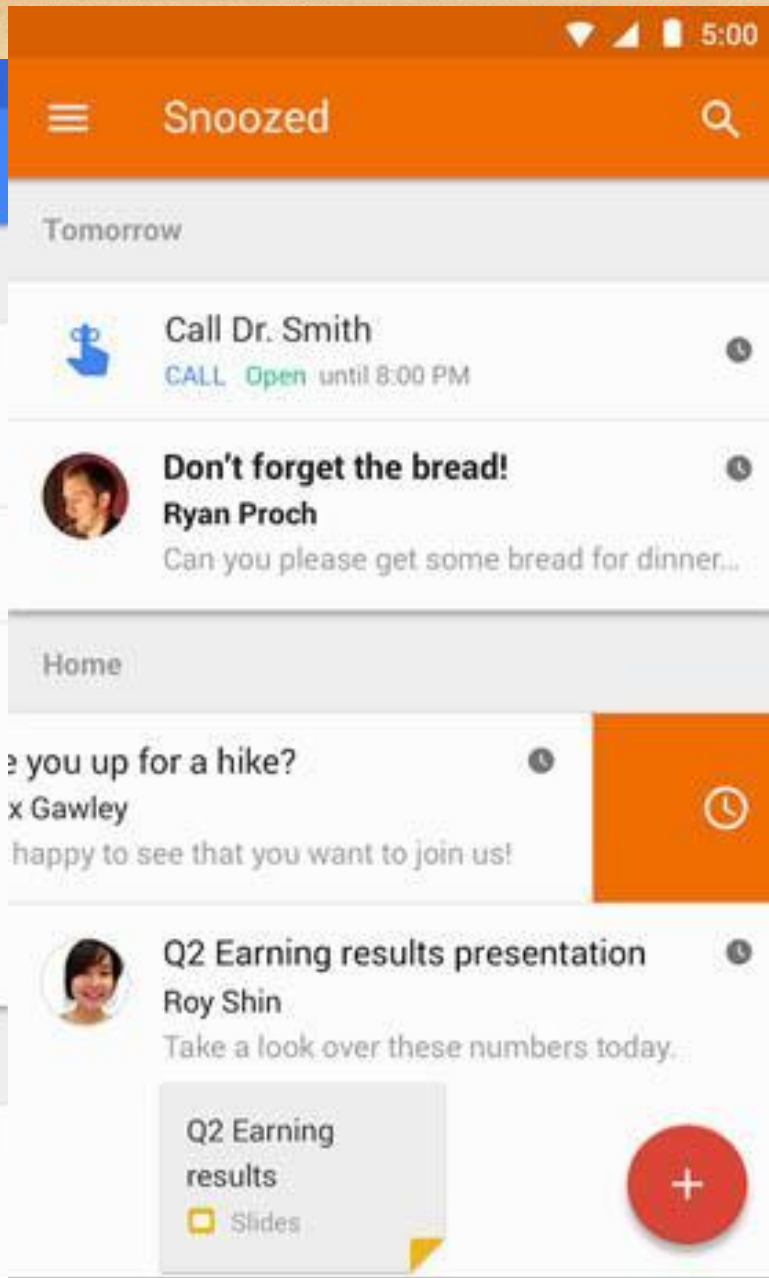 5:00
Snoozed
Tomorrow
Call Dr. Smith
CALL Open until 8:00 PM
Don't forget the bread!
Ryan Proch
Can you please get some bread for dinner...
Home
e you up for a hike?
x Gawley
happy to see that you want to join us!
Q2 Earning results presentation
Roy Shin
Take a look over these numbers today.
Q2 Earning
results
Slides